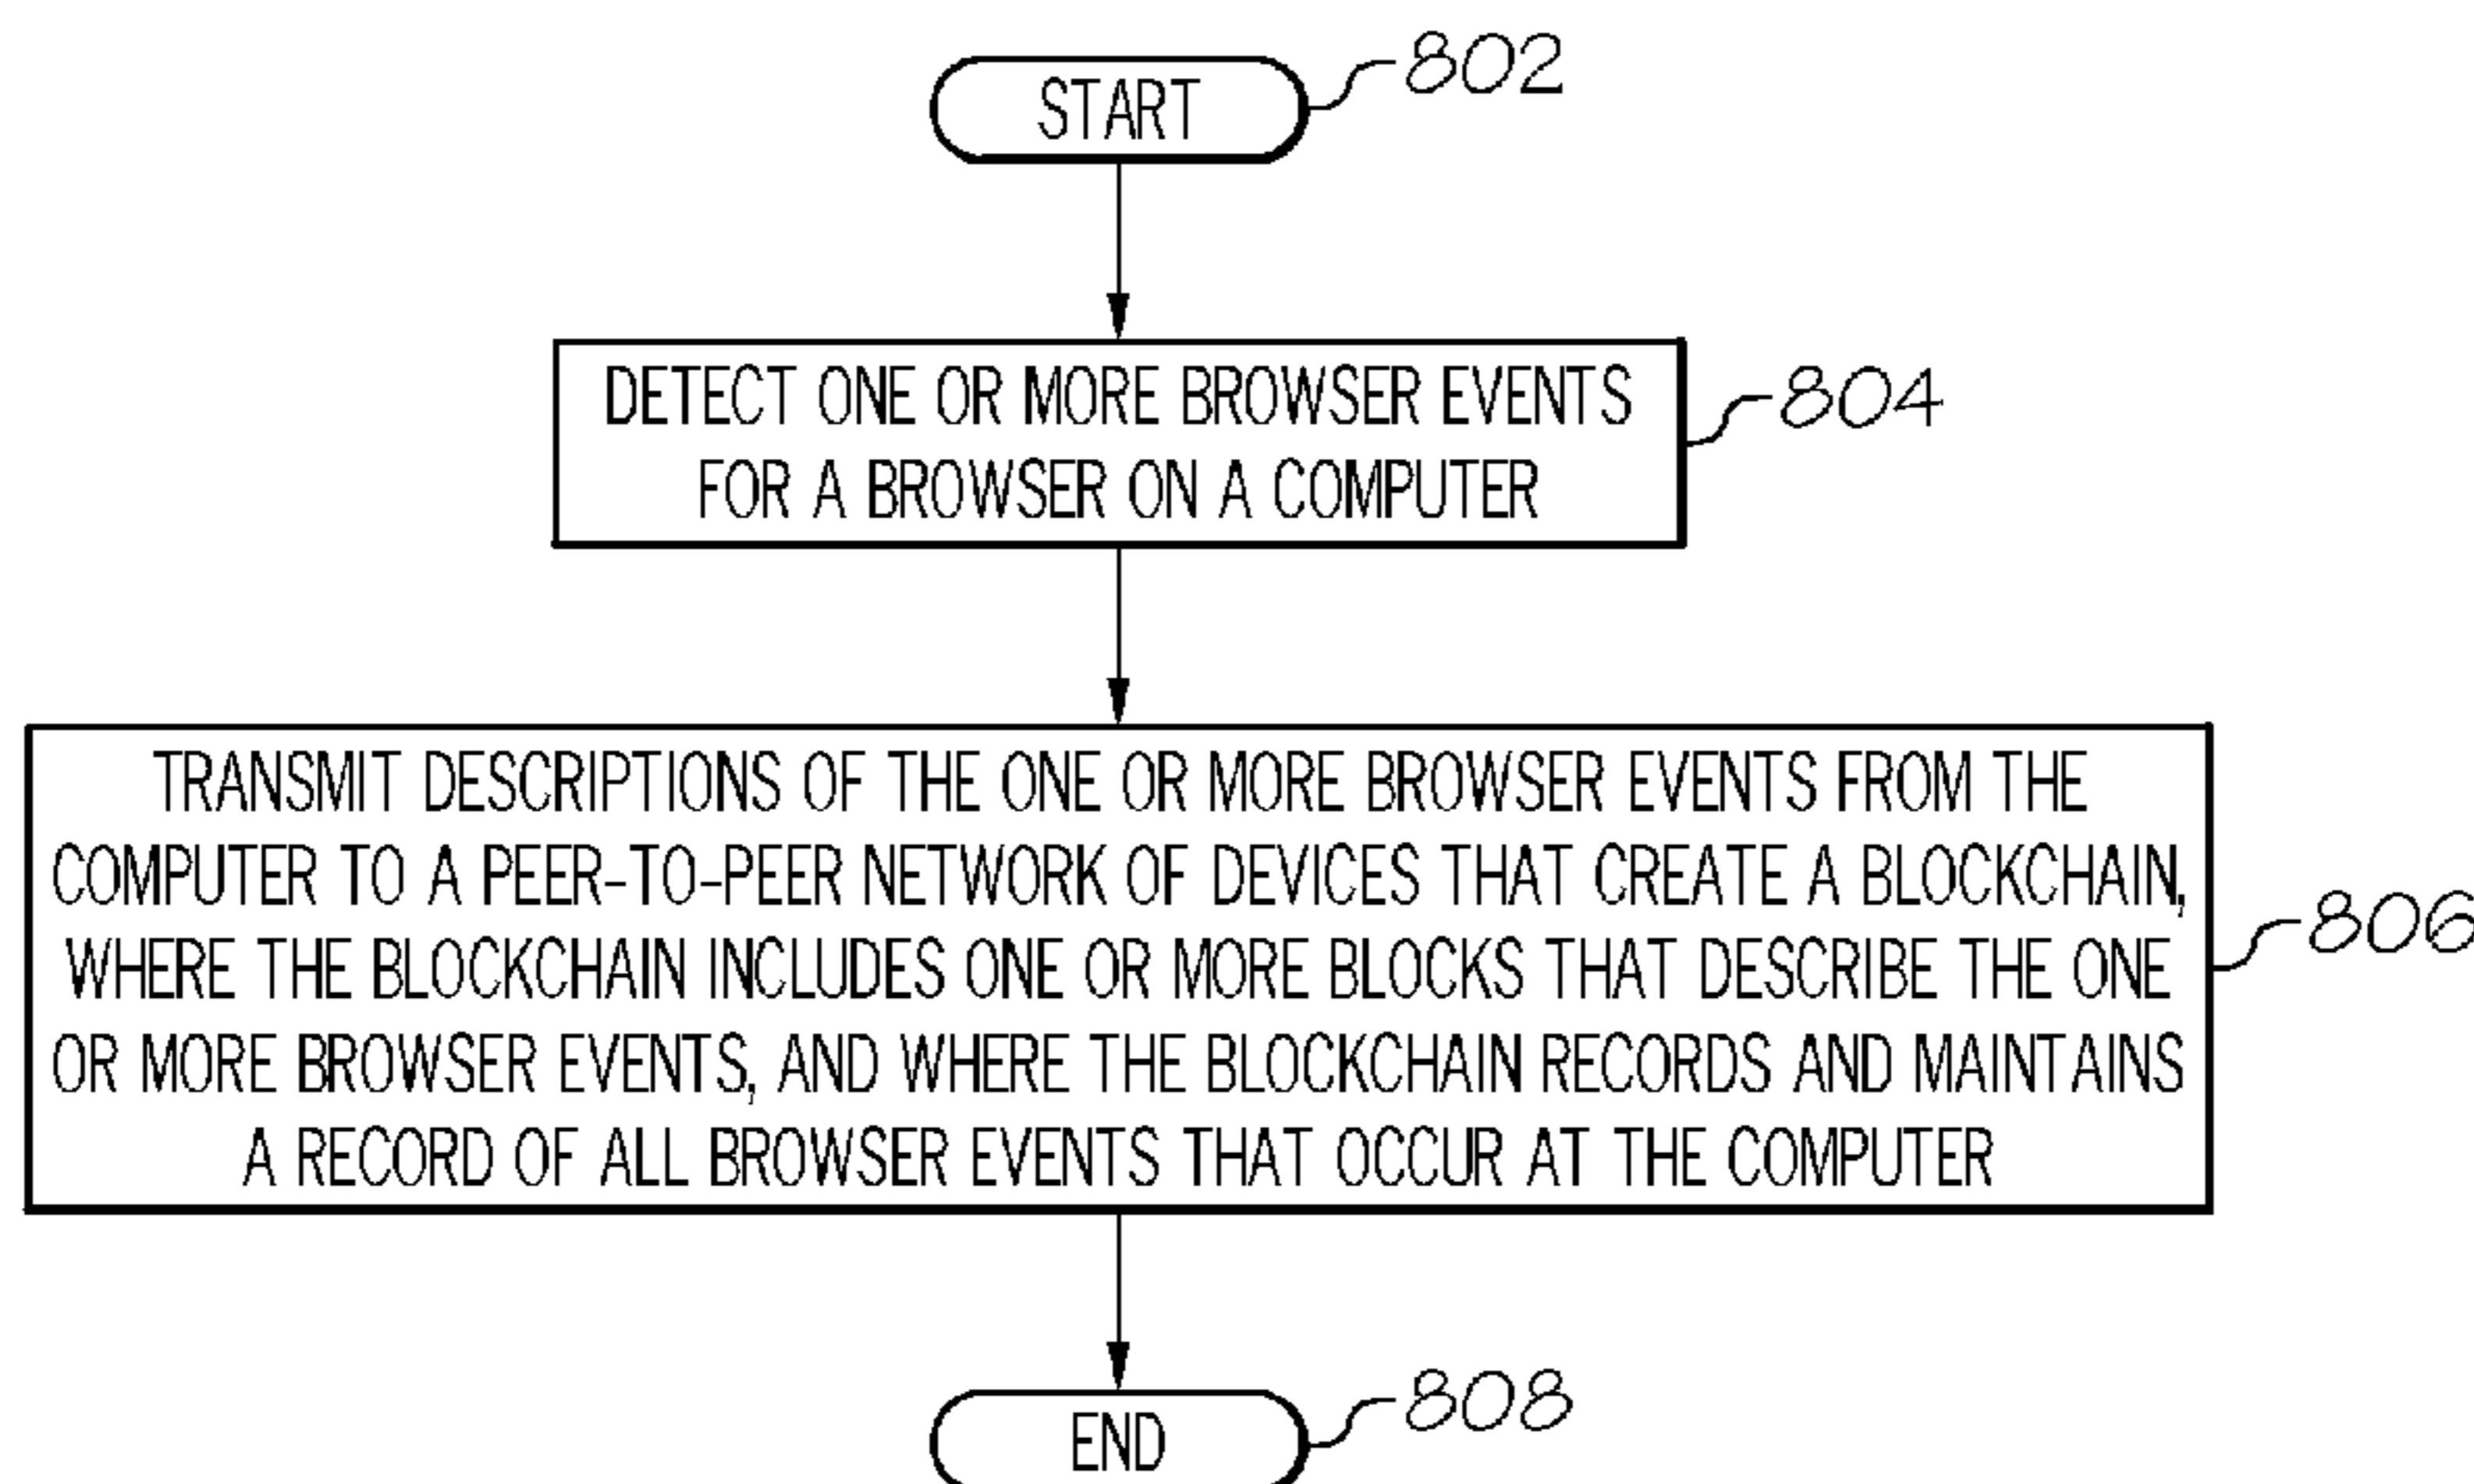 START
802
DETECT ONE OR MORE BROWSER EVENTS
FOR A BROWSER ON A COMPUTER
804
TRANSMIT DESCRIPTIONS OF THE ONE OR MORE BROWSER EVENTS FROM THE
COMPUTER TO A PEER-TO-PEER NETWORK OF DEVICES THAT CREATE A BLOCKCHAIN,
WHERE THE BLOCKCHAIN INCLUDES ONE OR MORE BLOCKS THAT DESCRIBE THE ONE
OR MORE BROWSER EVENTS, AND WHERE THE BLOCKCHAIN RECORDS AND MAINTAINS
A RECORD OF ALL BROWSER EVENTS THAT OCCUR AT THE COMPUTER
806
END
808